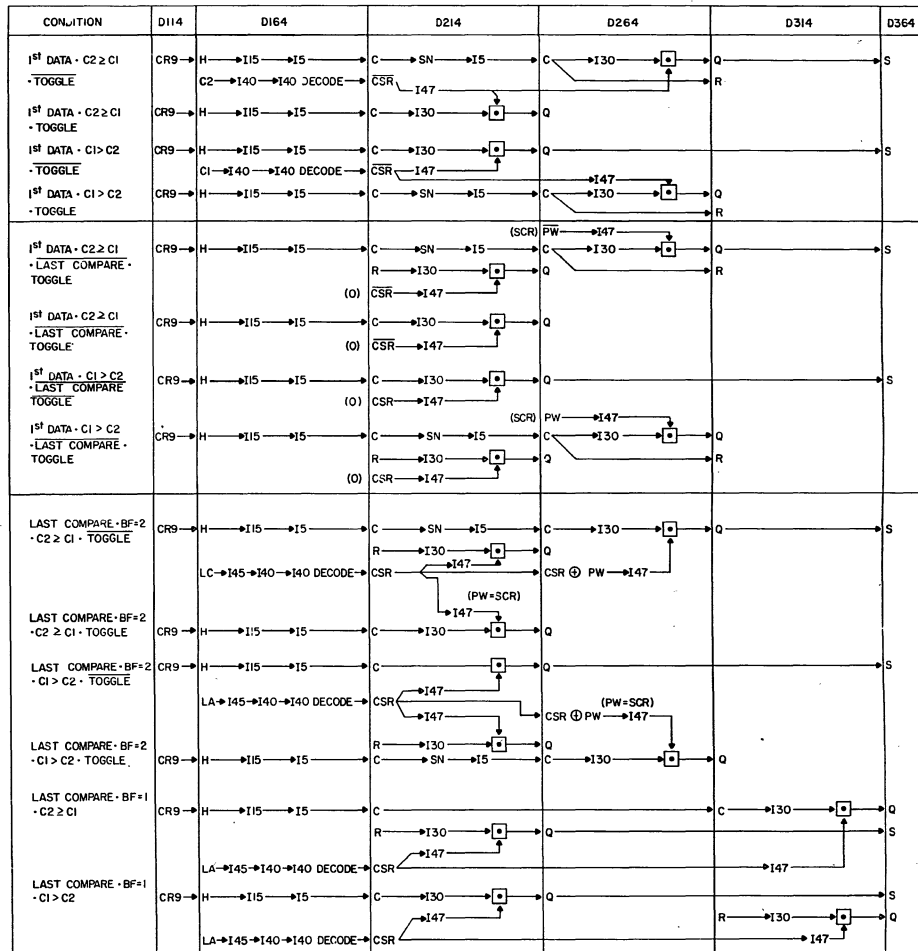 CONDITION D114 D164 D214 D264 D314 D364
1st DATA · C2 ≥ C1 CR9 H I15 I5 C SN I5 C I30 Q S
· TOGGLE C2 I40 I40 DECODE CSR R
I47
1st DATA · C2 ≥ C1 CR9 H I15 I5 C I30 Q
· TOGGLE
1st DATA · C1 > C2 CR9 H I15 I5 C I30 Q S
· TOGGLE C1 I40 I40 DECODE CSR I47 I47
1st DATA · C1 > C2 CR9 H I15 I5 C SN I5 C I30 Q
· TOGGLE R
(SCR) PW I47
1st DATA · C2 ≥ C1 CR9 H I15 I5 C SN I5 C I30 Q S
· LAST COMPARE · R I30 Q R
TOGGLE (0) CSR I47
1st DATA · C2 ≥ C1 CR9 H I15 I5 C I30 Q
· LAST COMPARE ·
TOGGLE (0) CSR I47
1st DATA · C1 > C2 CR9 H I15 I5 C I30 Q S
· LAST COMPARE
TOGGLE (0) CSR I47
1st DATA · C1 > C2 (SCR) PW I47
· LAST COMPARE · CR9 H I15 I5 C SN I5 C I30 Q
TOGGLE R I30 Q R
(0) CSR I47
LAST COMPARE · BF=2 CR9 H I15 I5 C SN I5 C I30 Q S
· C2 ≥ C1 · TOGGLE R I30 Q
I47
LC I45 I40 I40 DECODE CSR CSR ⊕ PW I47
(PW=SCR)
I47
LAST COMPARE · BF=2
· C2 ≥ C1 · TOGGLE CR9 H I15 I5 C I30 Q
LAST COMPARE · BF=2 CR9 H I15 I5 C Q S
· C1 > C2 · TOGGLE
I47
LA I45 I40 I40 DECODE CSR (PW=SCR)
I47 CSR ⊕ PW I47
LAST COMPARE · BF=2 R I30 Q
· C1 > C2 · TOGGLE CR9 H I15 I5 C SN I5 C I30 Q
LAST COMPARE · BF=1
· C2 ≥ C1 CR9 H I15 I5 C C I30 Q
R I30 Q S
I47
LA I45 I40 I40 DECODE CSR I47
LAST COMPARE · BF=1
· C1 > C2 CR9 H I15 I5 C I30 Q S
I47 R I30 Q
LA I45 I40 I40 DECODE CSR I47